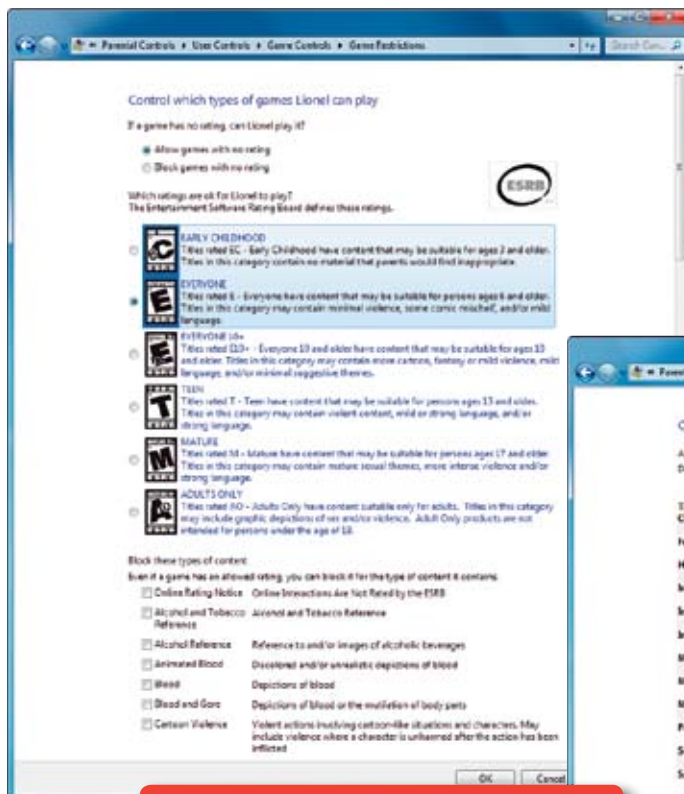 Parental Controls ▸ User Controls ▸ Game Controls ▸ Game Restrictions
Search
Control which types of games Lionel can play
If a game has no rating, can Lionel play it?
Allow games with no rating
Block games with no rating
ESRB
Which ratings are ok for Lionel to play?
The Entertainment Software Rating Board defines these ratings.
EARLY CHILDHOOD
Titles rated EC - Early Childhood have content that may be suitable for ages 3 and older.
Titles in this category contain no material that parents would find inappropriate.
EVERYONE
Titles rated E - Everyone have content that may be suitable for persons ages 6 and older.
Titles in this category may contain minimal violence, some comic mischief, and/or mild
language.
EVERYONE 10+
Titles rated E10+ - Everyone 10 and older have content that may be suitable for ages 10
and older. Titles in this category may contain more cartoon, fantasy or mild violence, mild
language, and/or minimal suggestive themes.
TEEN
Titles rated T - Teen have content that may be suitable for persons ages 13 and older.
Titles in this category may contain violent content, mild or strong language, and/or
strong language.
MATURE
Titles rated M - Mature have content that may be suitable for persons ages 17 and older.
Titles in this category may contain mature sexual themes, more intense violence and/or
strong language.
ADULTS ONLY
Titles rated AO - Adults Only have content suitable only for adults. Titles in this category
may include graphic depictions of sex and/or violence. Adult Only products are not
intended for persons under the age of 18.
Block these types of content
Even if a game has an allowed rating, you can block it for the type of content it contains.
Online Rating Notice Online Interactions Are Not Rated by the ESRB
Alcohol and Tobacco Reference Alcohol and Tobacco Reference
Alcohol Reference Reference to and/or images of alcoholic beverages
Animated Blood Discolored and/or unrealistic depictions of blood
Blood Depictions of blood
Blood and Gore Depictions of blood or the mutilation of body parts
Cartoon Violence Violent actions involving cartoon-like situations and characters. May
include violence where a character is unharmed after the action has been
inflicted
OK Cancel